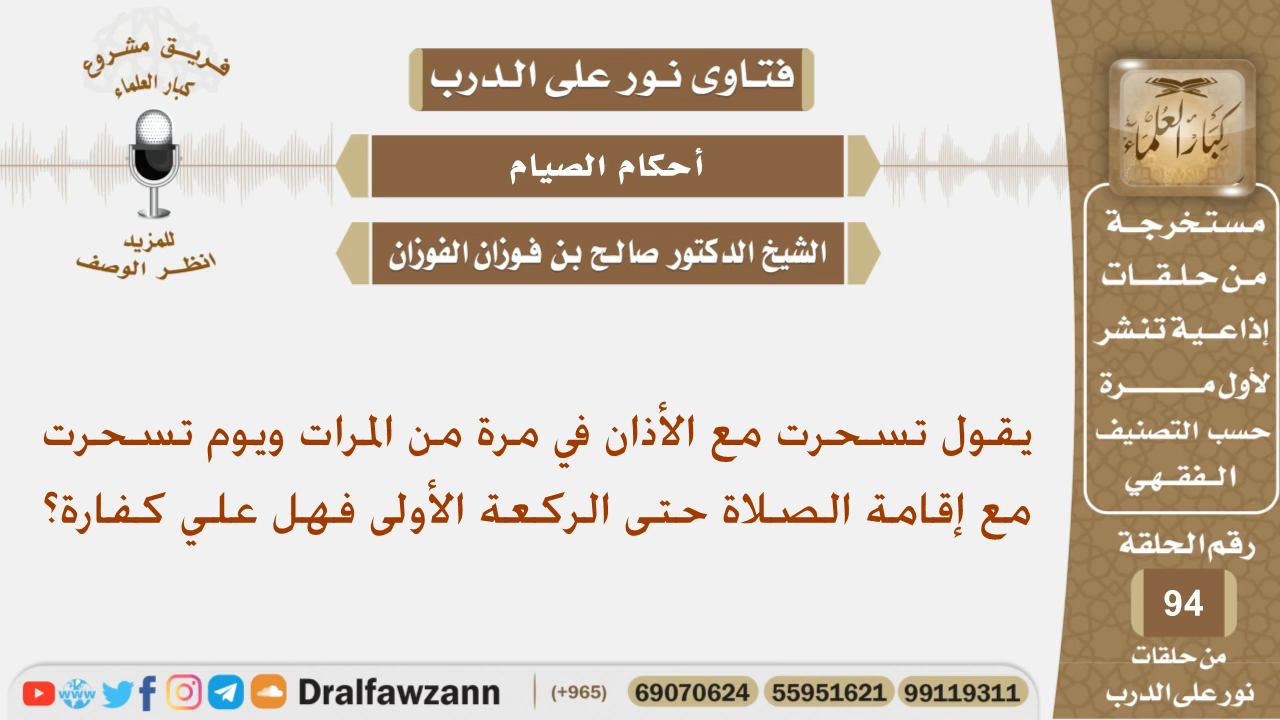 فريق مشروع
كبار العلماء
للمزيد
انظر الوصف
فتاوى نور على الدرب
أحكام الصيام
الشيخ الدكتور صالح بن فوزان الفوزان
كبار العلماء
مستخرجة
من حلقات
إذاعية تنشر
لأول مرة
حسب التصنيف
الفقهي
رقم الحلقة
94
من حلقات
نور على الدرب
يقول تسحرت مع الأذان في مرة من المرات ويوم تسحرت
مع إقامة الصلاة حتى الركعة الأولى فهل علي كفارة؟
www Dralfawzann (+965) 69070624 55951621 99119311